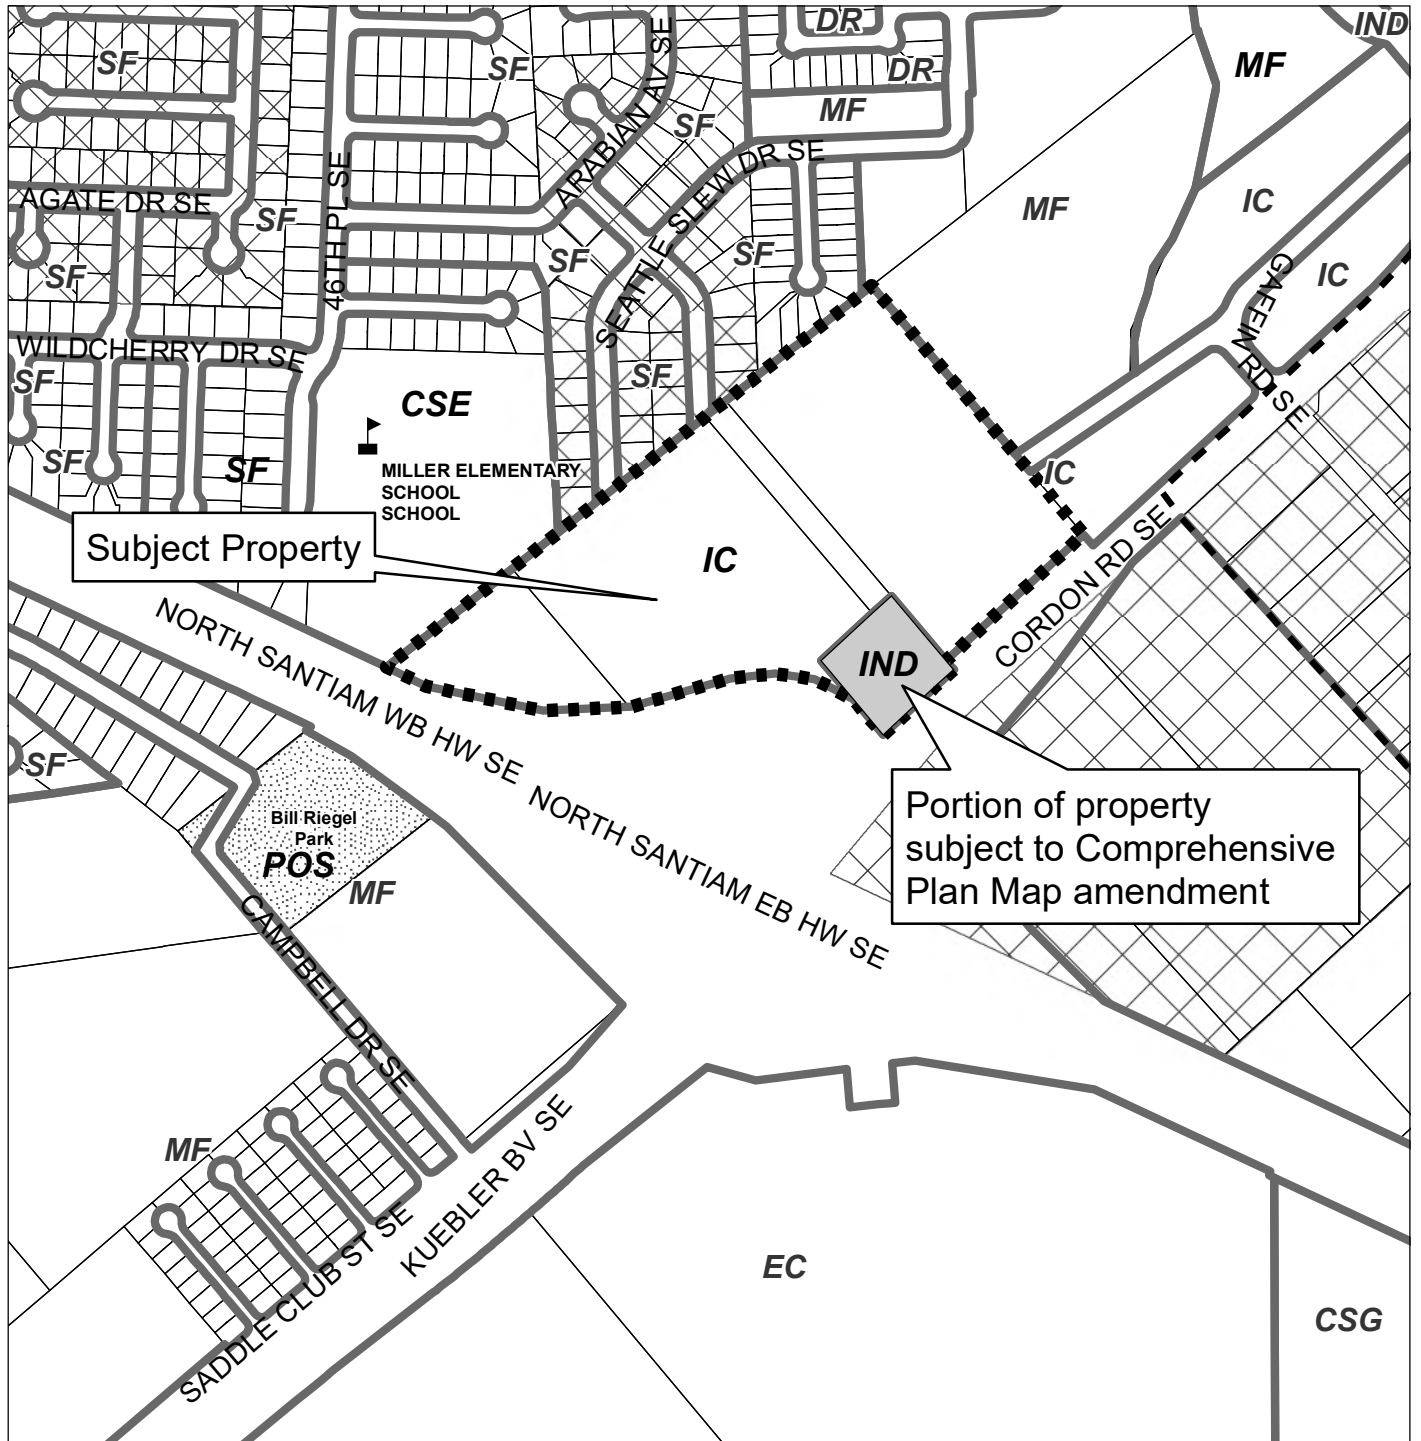 DR
IND
SF
SF
MF
DR
MF
SF
ARABIAN AV SE
SEATTLE SLEW DR SE
46TH PL SE
AGATE DR SE
SF
MF
IC
SF
SF
SF
IC
GAFFIN RD SE
WILDCHERRY DR SE
SF
SF
CSE
MILLER ELEMENTARY
SCHOOL
SCHOOL
SF
SF
IC
Subject Property
IC
CORDON RD SE
NORTH SANTIAM WB HW SE
IND
SF
NORTH SANTIAM EB HW SE
Portion of property
subject to Comprehensive
Plan Map amendment
Bill Riegel
Park
POS
MF
CAMPBELL DR SE
MF
KUEBLER BV SE
SADDLE CLUB ST SE
EC
CSG